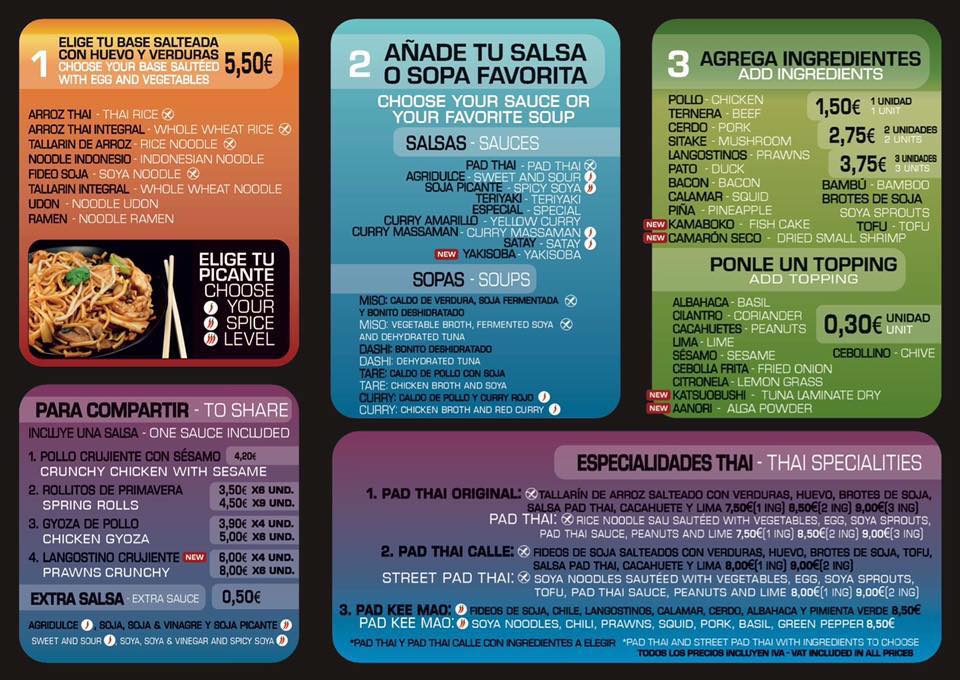 1
ELIGE TU BASE SALTEADA
CON HUEVO Y VERDURAS
CHOOSE YOUR BASE SAUTEED
WITH EGG AND VEGETABLES
5,50€
ARROZ THAI - THAI RICE
ARROZ THAI INTEGRAL - WHOLE WHEAT RICE
TALLARIN DE ARROZ - RICE NOODLE
NOODLE INDONESIO - INDONESIAN NOODLE
FIDEO SOJA - SOYA NOODLE
TALLARIN INTEGRAL - WHOLE WHEAT NOODLE
UDON - NOODLE UDON
RAMEN - NOODLE RAMEN
ELIGE TU
PICANTE
CHOOSE
YOUR
SPICE
LEVEL
PARA COMPARTIR - TO SHARE
INCLUYE UNA SALSA - ONE SAUCE INCLUDED
1. POLLO CRUJIENTE CON SÉSAMO 4,20€
CRUNCHY CHICKEN WITH SESAME
2. ROLLITOS DE PRIMAVERA 3,50€ X6 UND.
SPRING ROLLS 4,50€ X9 UND.
3. GYOZA DE POLLO 3,90€ X4 UND.
CHICKEN GYOZA 5,00€ X6 UND.
4. LANGOSTINO CRUJIENTE NEW 6,00€ X4 UND.
PRAWNS CRUNCHY 8,00€ X6 UND.
EXTRA SALSA - EXTRA SAUCE 0,50€
AGRIDULCE, SOJA, SOJA & VINAGRE Y SOJA PICANTE
SWEET AND SOUR, SOYA, SOYA & VINEGAR AND SPICY SOYA
2
AÑADE TU SALSA
O SOPA FAVORITA
CHOOSE YOUR SAUCE OR
YOUR FAVORITE SOUP
SALSAS - SAUCES
PAD THAI - PAD THAI
AGRIDULCE - SWEET AND SOUR
SOJA PICANTE - SPICY SOYA
TERIYAKI - TERIYAKI
ESPECIAL - SPECIAL
CURRY AMARILLO - YELLOW CURRY
CURRY MASSAMAN - CURRY MASSAMAN
SATAY - SATAY
NEW YAKISOBA - YAKISOBA
SOPAS - SOUPS
MISO: CALDO DE VERDURA, SOJA FERMENTADA
Y BONITO DESHIDRATADO
MISO: VEGETABLE BROTH, FERMENTED SOYA
AND DEHYDRATED TUNA
DASHI: BONITO DESHIDRATADO
DASHI: DEHYDRATED TUNA
TARE: CALDO DE POLLO CON SOJA
TARE: CHICKEN BROTH AND SOYA
CURRY: CALDO DE POLLO Y CURRY ROJO
CURRY: CHICKEN BROTH AND RED CURRY
3
AGREGA INGREDIENTES
ADD INGREDIENTS
POLLO - CHICKEN
TERNERA - BEEF
CERDO - PORK
SITAKE - MUSHROOM
LANGOSTINOS - PRAWNS
PATO - DUCK
BACON - BACON
CALAMAR - SQUID
PIÑA - PINEAPPLE
NEW KAMABOKO - FISH CAKE
NEW CAMARÓN SECO - DRIED SMALL SHRIMP
1,50€ 1 UNIDAD
1 UNIT
2,75€ 2 UNIDADES
2 UNITS
3,75€ 3 UNIDADES
3 UNITS
BAMBÚ - BAMBOO
BROTES DE SOJA
SOYA SPROUTS
TOFU - TOFU
PONLE UN TOPPING
ADD TOPPING
ALBAHACA - BASIL
CILANTRO - CORIANDER
CACAHUETES - PEANUTS
LIMA - LIME
SÉSAMO - SESAME
CEBOLLA FRITA - FRIED ONION
CITRONELA - LEMON GRASS
NEW KATSUOBUSHI - TUNA LAMINATE DRY
NEW AANORI - ALGA POWDER
0,30€ UNIDAD
UNIT
CEBOLLINO - CHIVE
ESPECIALIDADES THAI - THAI SPECIALITIES
1. PAD THAI ORIGINAL: TALLARÍN DE ARROZ SALTEADO CON VERDURAS, HUEVO, BROTES DE SOJA,
SALSA PAD THAI, CACAHUETE Y LIMA 7,50€(1 ING) 8,50€(2 ING) 9,00€(3 ING)
PAD THAI: RICE NOODLE SAU SAUTÉED WITH VEGETABLES, EGG, SOYA SPROUTS,
PAD THAI SAUCE, PEANUTS AND LIME 7,50€(1 ING) 8,50€(2 ING) 9,00€(3 ING)
2. PAD THAI CALLE: FIDEOS DE SOJA SALTEADOS CON VERDURAS, HUEVO, BROTES DE SOJA, TOFU,
SALSA PAD THAI, CACAHUETE Y LIMA 8,00€(1 ING) 9,00€(2 ING)
STREET PAD THAI: SOYA NOODLES SAUTÉED WITH VEGETABLES, EGG, SOYA SPROUTS,
TOFU, PAD THAI SAUCE, PEANUTS AND LIME 8,00€(1 ING) 9,00€(2 ING)
3. PAD KEE MAO: FIDEOS DE SOJA, CHILE, LANGOSTINOS, CALAMAR, CERDO, ALBAHACA Y PIMIENTA VERDE 8,50€
PAD KEE MAO: SOYA NOODLES, CHILI, PRAWNS, SQUID, PORK, BASIL, GREEN PEPPER 8,50€
*PAD THAI Y PAD THAI CALLE CON INGREDIENTES A ELEGIR *PAD THAI AND STREET PAD THAI WITH INGREDIENTS TO CHOOSE
TODOS LOS PRECIOS INCLUYEN IVA - VAT INCLUDED IN ALL PRICES